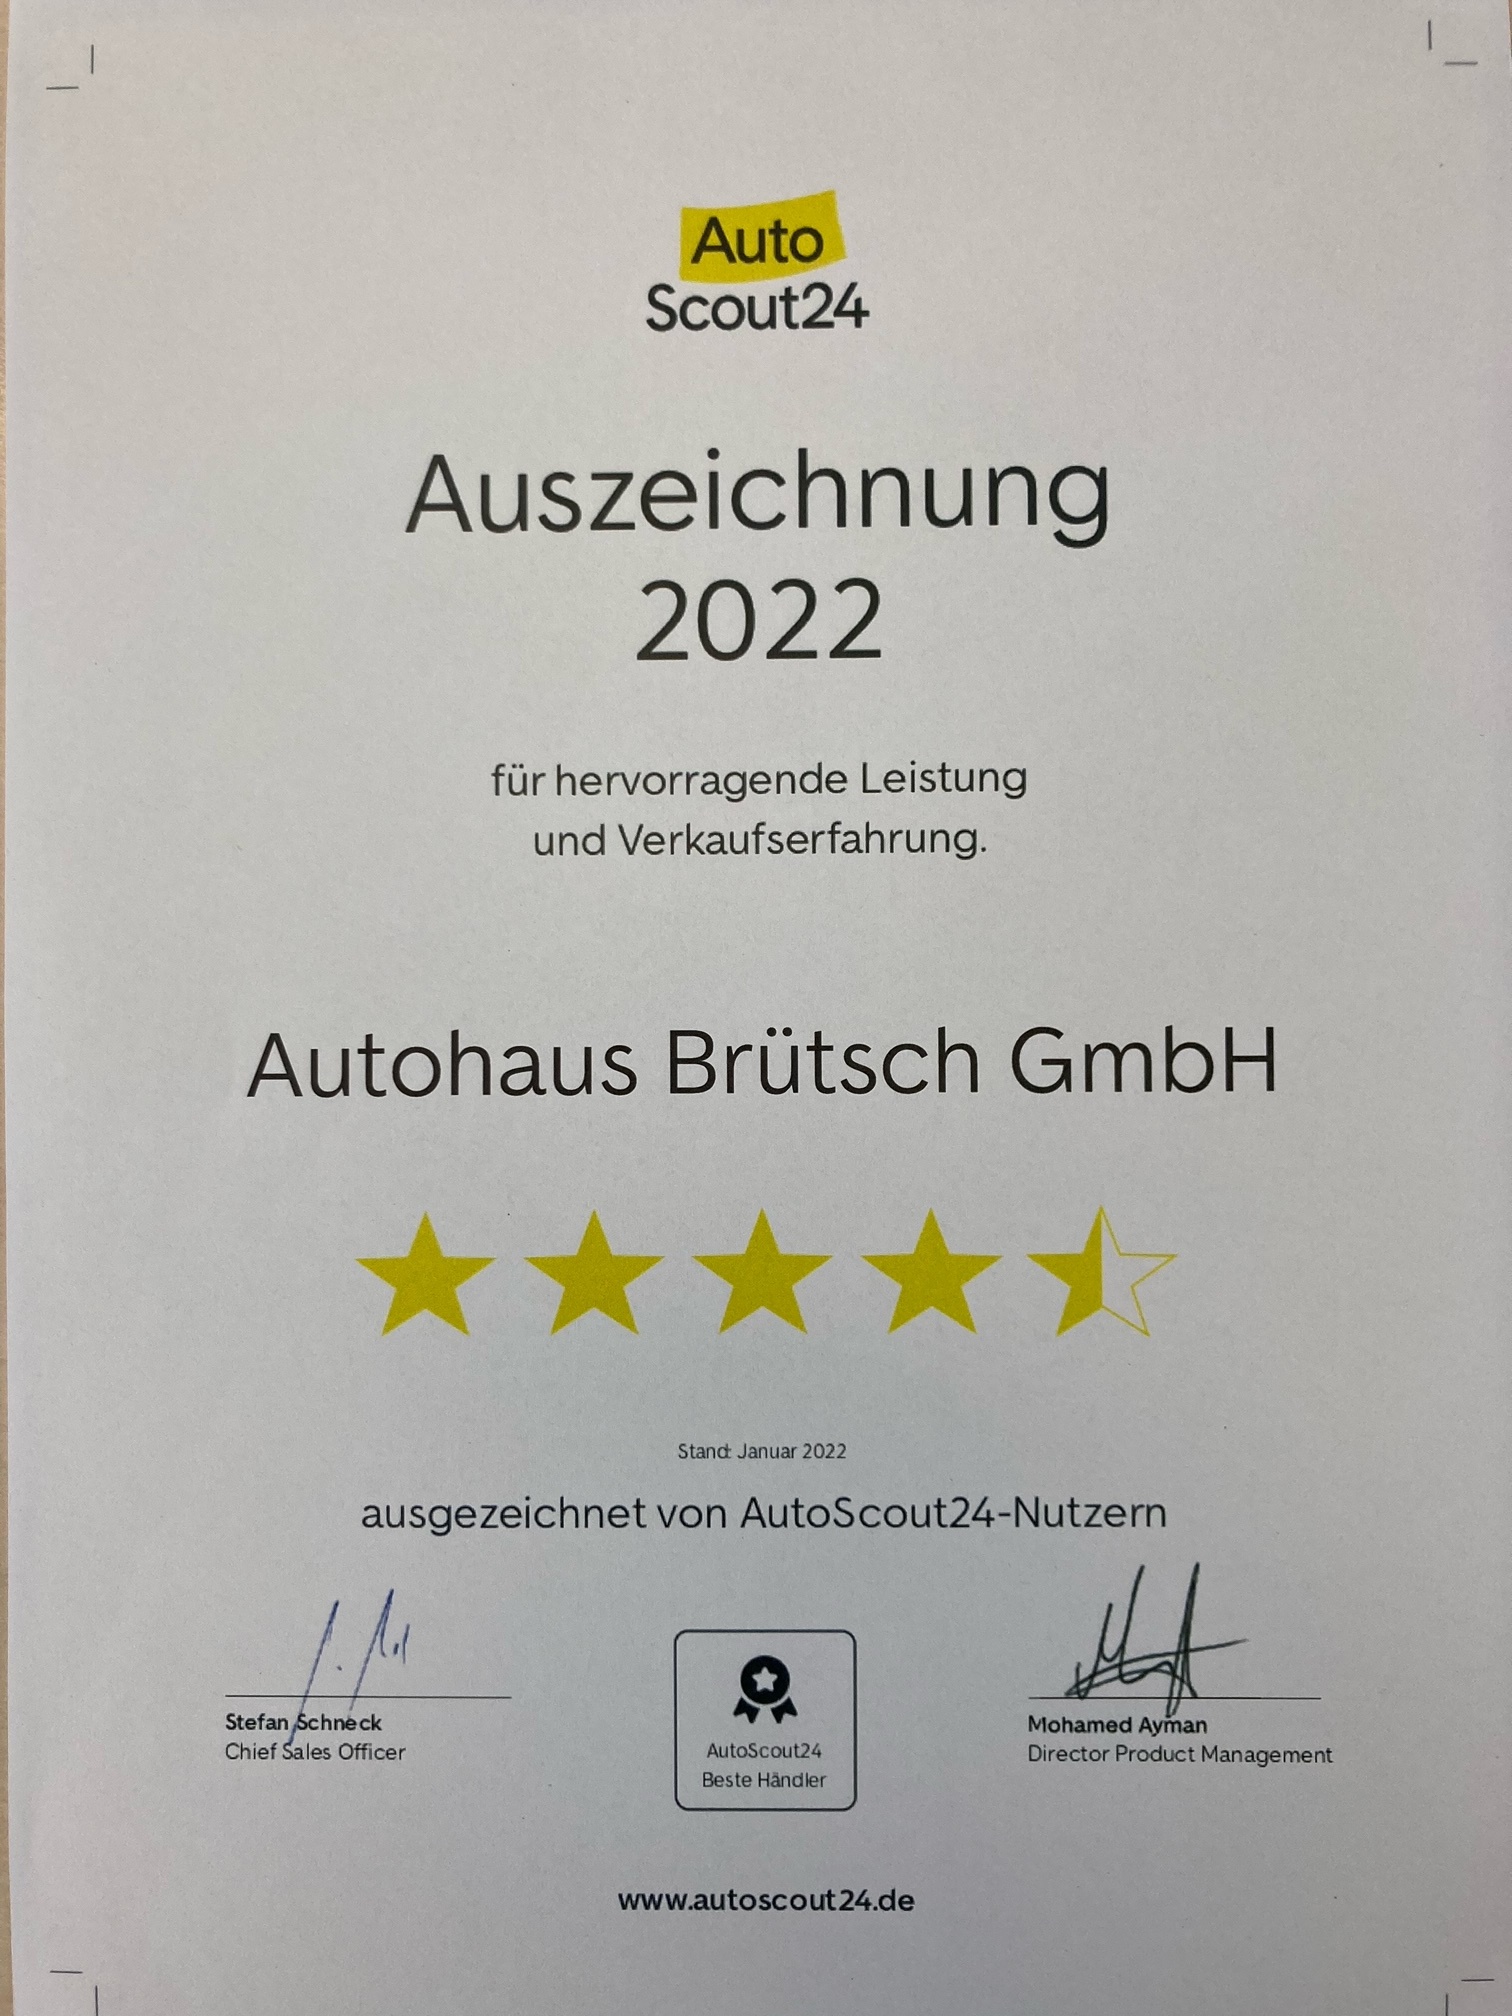 Auto
Scout24
Auszeichnung
2022
für hervorragende Leistung
und Verkaufserfahrung.
Autohaus Brütsch GmbH
Stand: Januar 2022
ausgezeichnet von AutoScout24-Nutzern
Stefan Schneck
Chief Sales Officer
AutoScout24
Beste Händler
Mohamed Ayman
Director Product Management
www.autoscout24.de